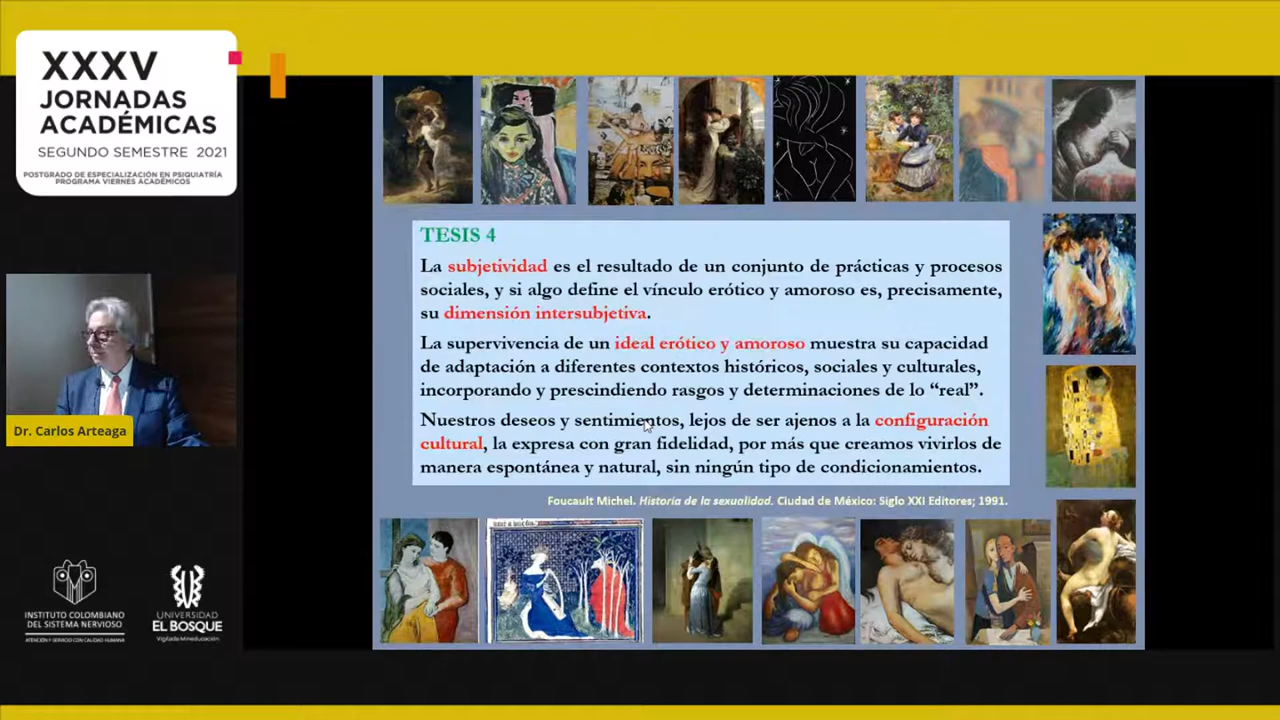 XXXV
JORNADAS
ACADÉMICAS
SEGUNDO SEMESTRE 2021
POSTGRADO DE ESPECIALIZACIÓN EN PSIQUIATRÍA
PROGRAMA VIERNES ACADÉMICOS
TESIS 4
La subjetividad es el resultado de un conjunto de prácticas y procesos
sociales, y si algo define el vínculo erótico y amoroso es, precisamente,
su dimensión intersubjetiva.
La supervivencia de un ideal erótico y amoroso muestra su capacidad
de adaptación a diferentes contextos históricos, sociales y culturales,
incorporando y prescindiendo rasgos y determinaciones de lo “real”.
Nuestros deseos y sentimientos, lejos de ser ajenos a la configuración
cultural, la expresa con gran fidelidad, por más que creamos vivirlos de
manera espontánea y natural, sin ningún tipo de condicionamientos.
Foucault Michel. Historia de la sexualidad. Ciudad de México: Siglo XXI Editores; 1991.
Dr. Carlos Arteaga
INSTITUTO COLOMBIANO
DEL SISTEMA NERVIOSO
ATENCIÓN Y SERVICIO CON CALIDAD HUMANA
UNIVERSIDAD
EL BOSQUE
Vigilada Mineducación